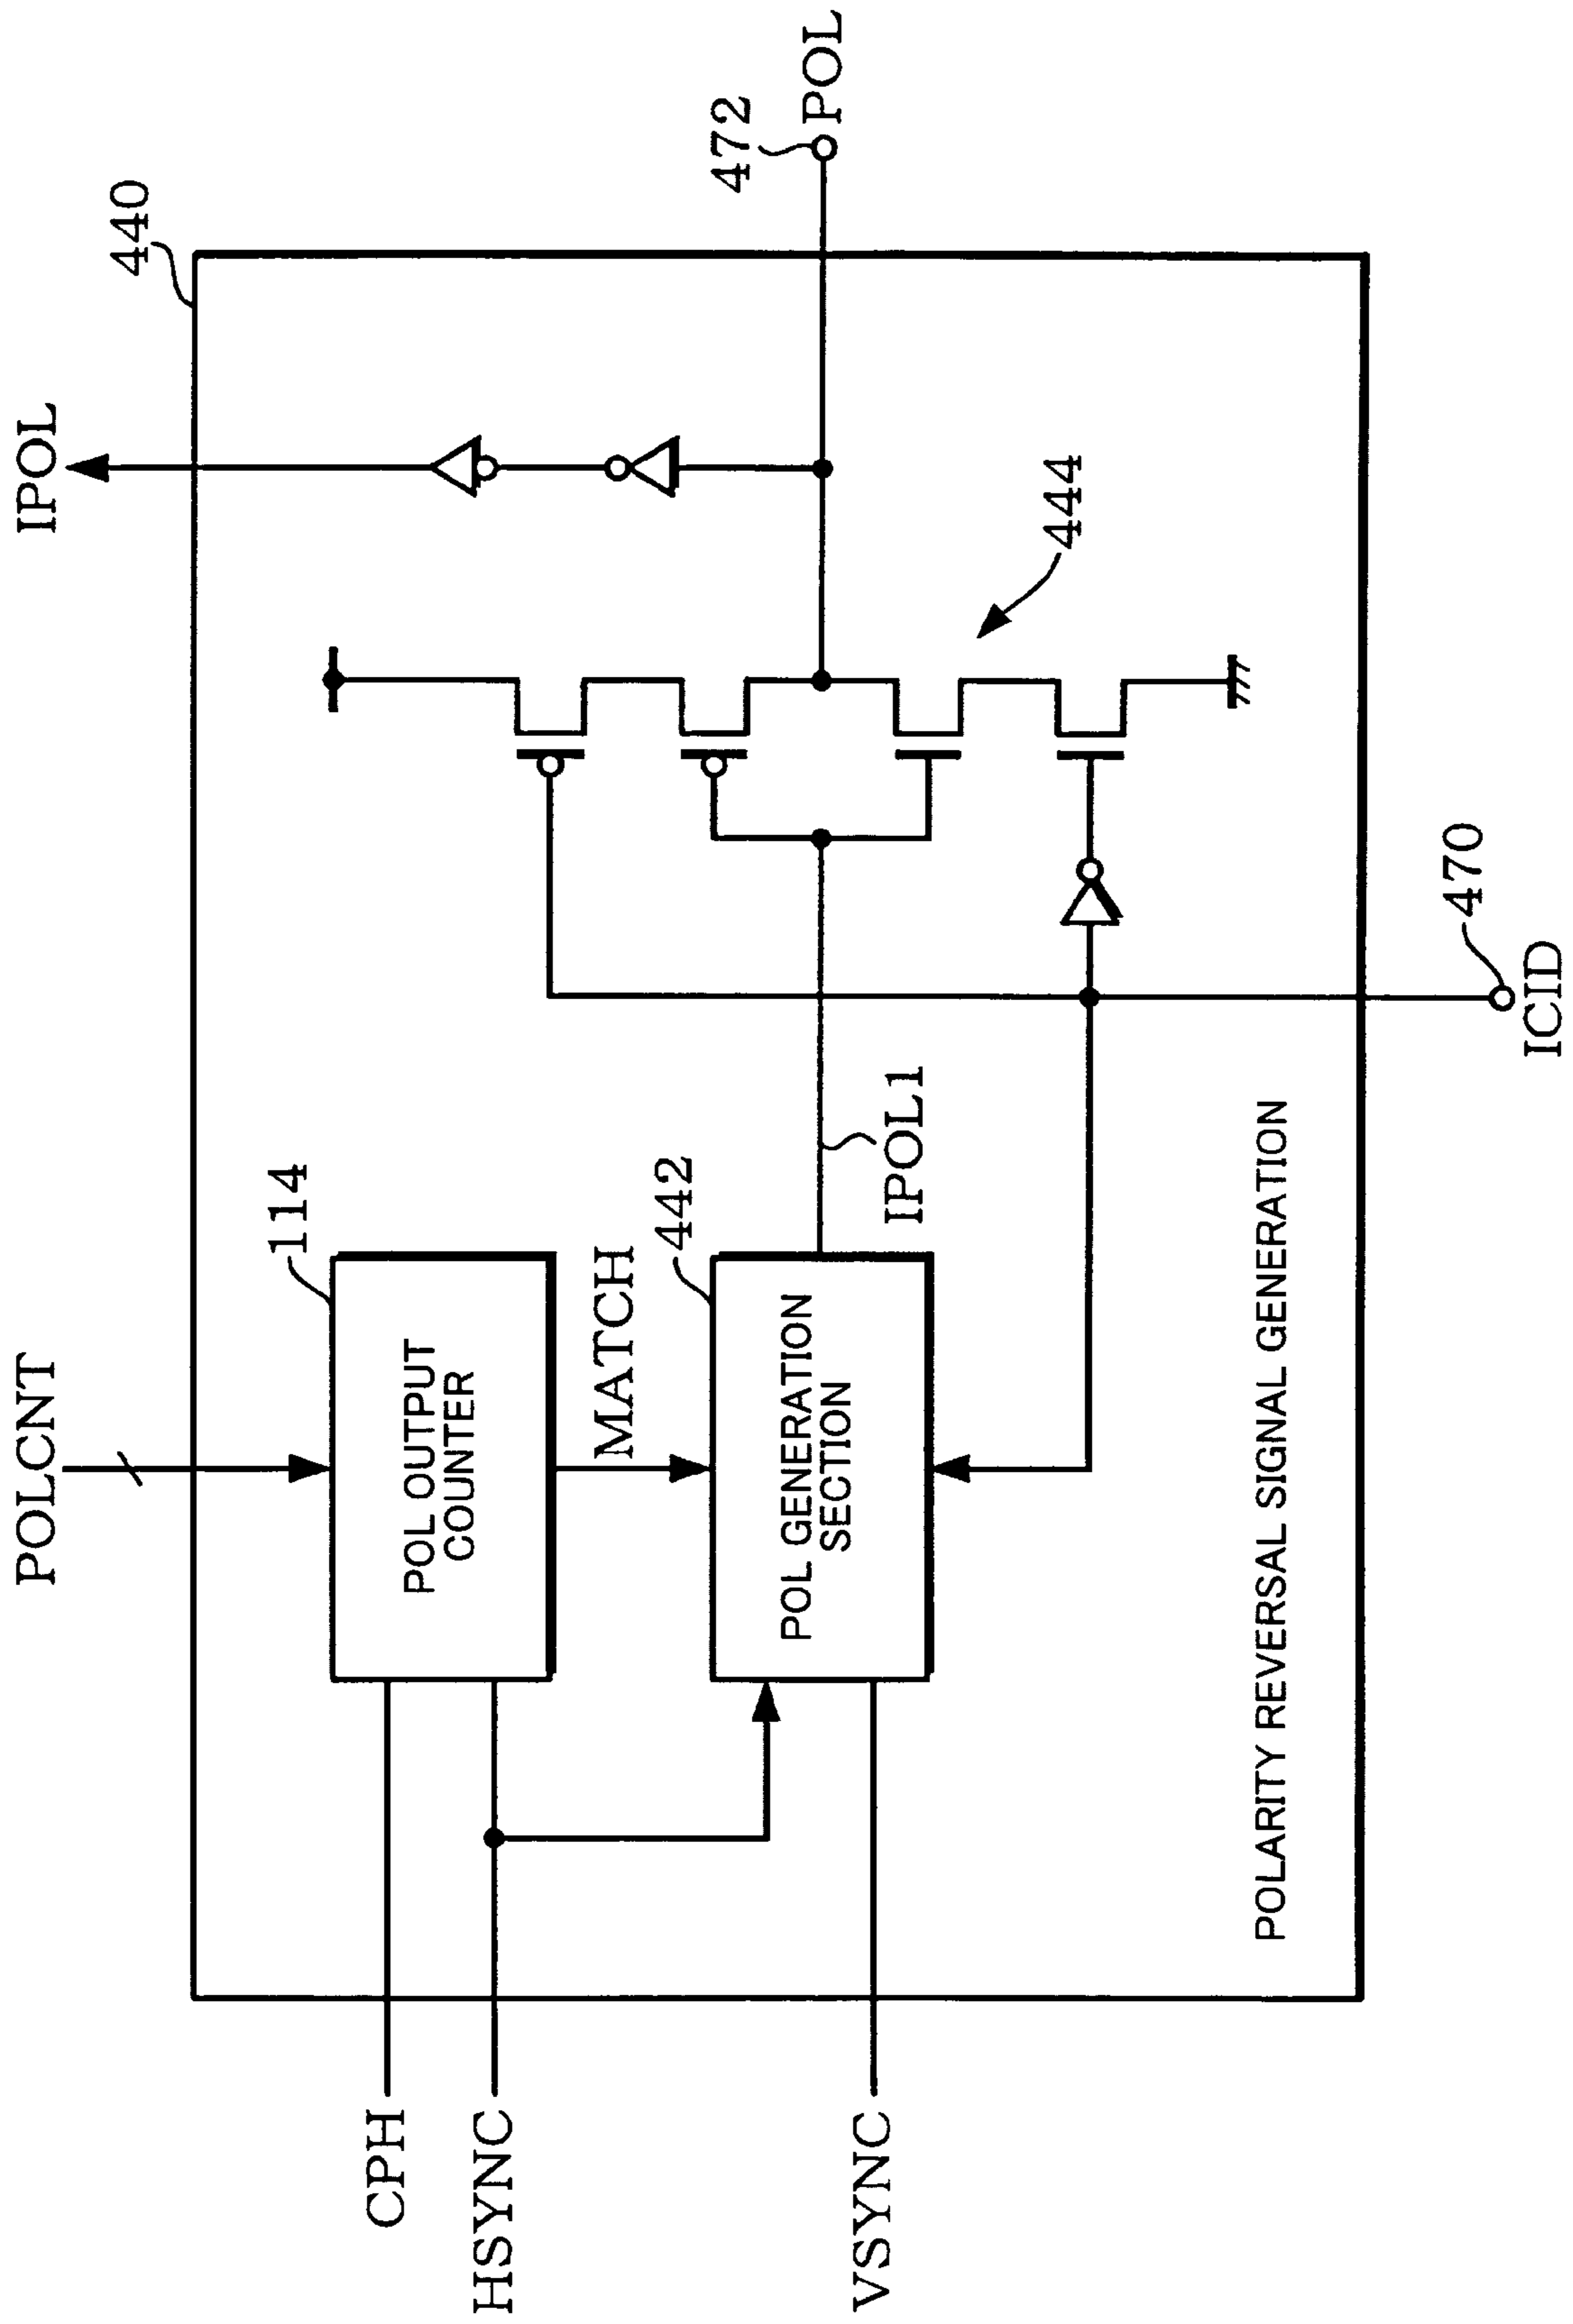 POLCNT
IPOL
440
114
CPH
POL OUTPUT
COUNTER
HSYNC
MATCH
442
472
POL
POL GENERATION
SECTION
VSYNC
IPOL1
444
POLARITY REVERSAL SIGNAL GENERATION
470
ICID